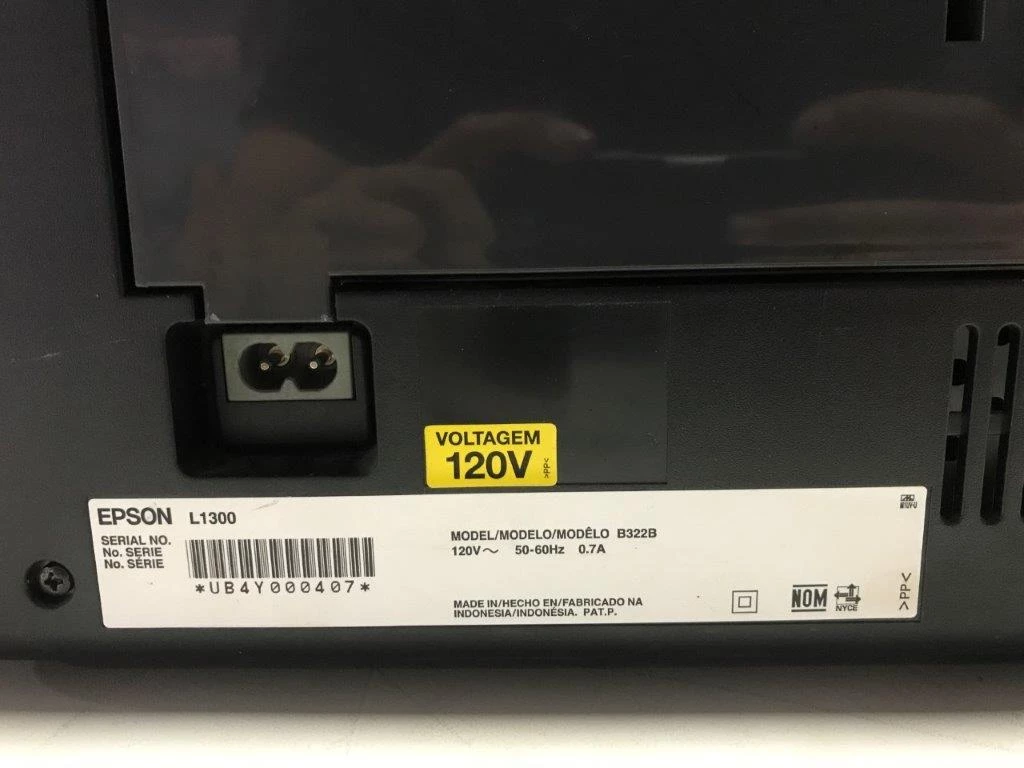 VOLTAGEM
120V
>PP<
EPSON L1300
SERIAL NO.
No. SERIE
No. SÉRIE
*UB4Y000407*
MODEL/MODELO/MODÊLO B322B
120V～ 50-60Hz 0.7A
MADE IN/HECHO EN/FABRICADO NA
INDONESIA/INDONÉSIA. PAT.P.
NOM
NYCE
>PP<